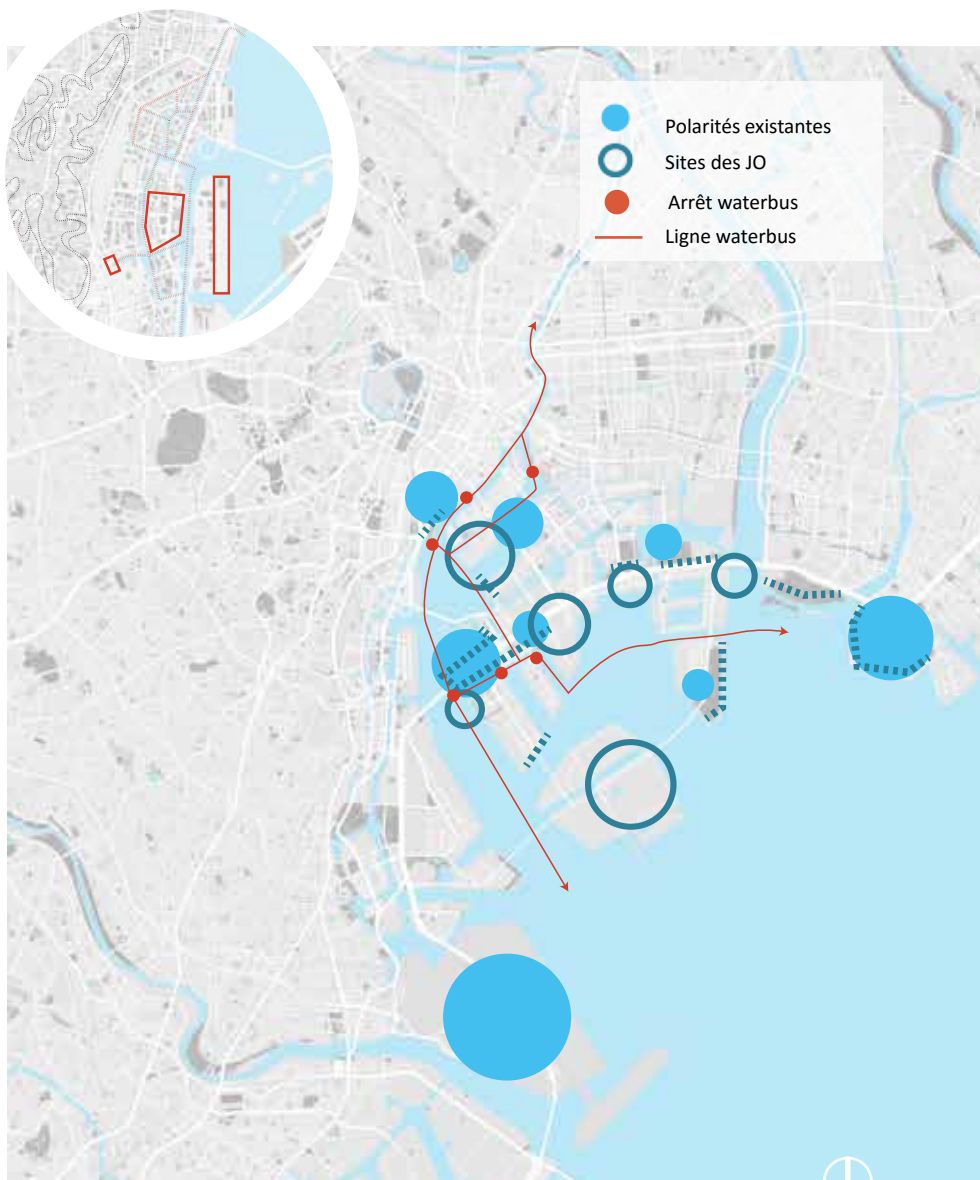 Polarités existantes
Sites des JO
Arrêt waterbus
Ligne waterbus